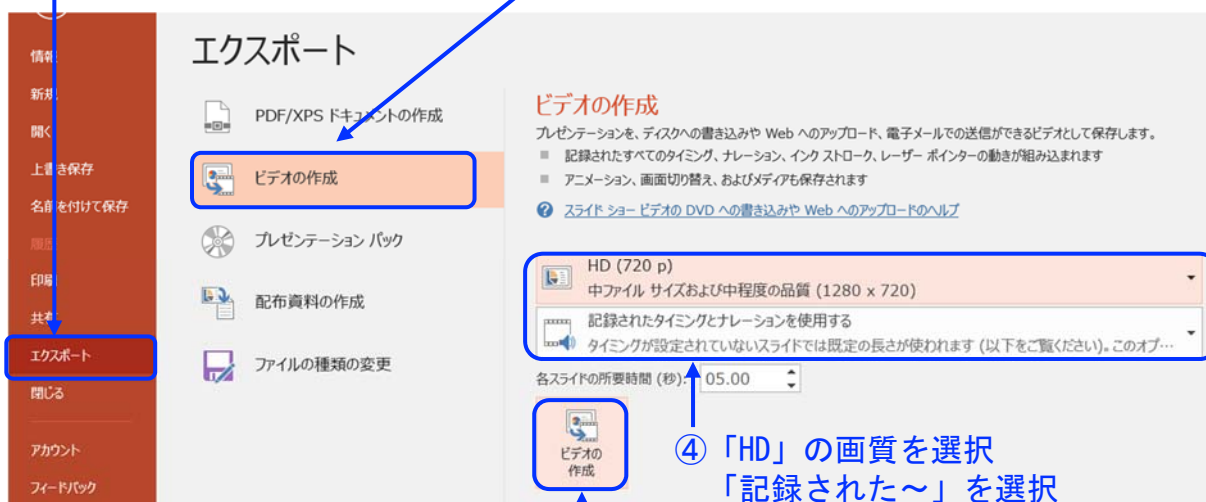 情報
新規
開く
上書き保存
名前を付けて保存
履歴
印刷
共有
エクスポート
閉じる
アカウント
フィードバック
エクスポート
PDF/XPS ドキュメントの作成
ビデオの作成
プレゼンテーション パック
配布資料の作成
ファイルの種類の変更
ビデオの作成
プレゼンテーションを、ディスクへの書き込みや Web へのアップロード、電子メールでの送信ができるビデオとして保存します。
記録されたすべてのタイミング、ナレーション、インク ストローク、レーザー ポインターの動きが組み込まれます
アニメーション、画面切り替え、およびメディアも保存されます
スライド ショー ビデオの DVD への書き込みや Web へのアップロードのヘルプ
HD (720 p)
中ファイル サイズおよび中程度の品質 (1280 x 720)
記録されたタイミングとナレーションを使用する
タイミングが設定されていないスライドでは既定の長さが使われます (以下をご覧ください)。このオプ…
各スライドの所要時間 (秒): 05.00
ビデオの
作成
④「HD」の画質を選択
「記録された～」を選択